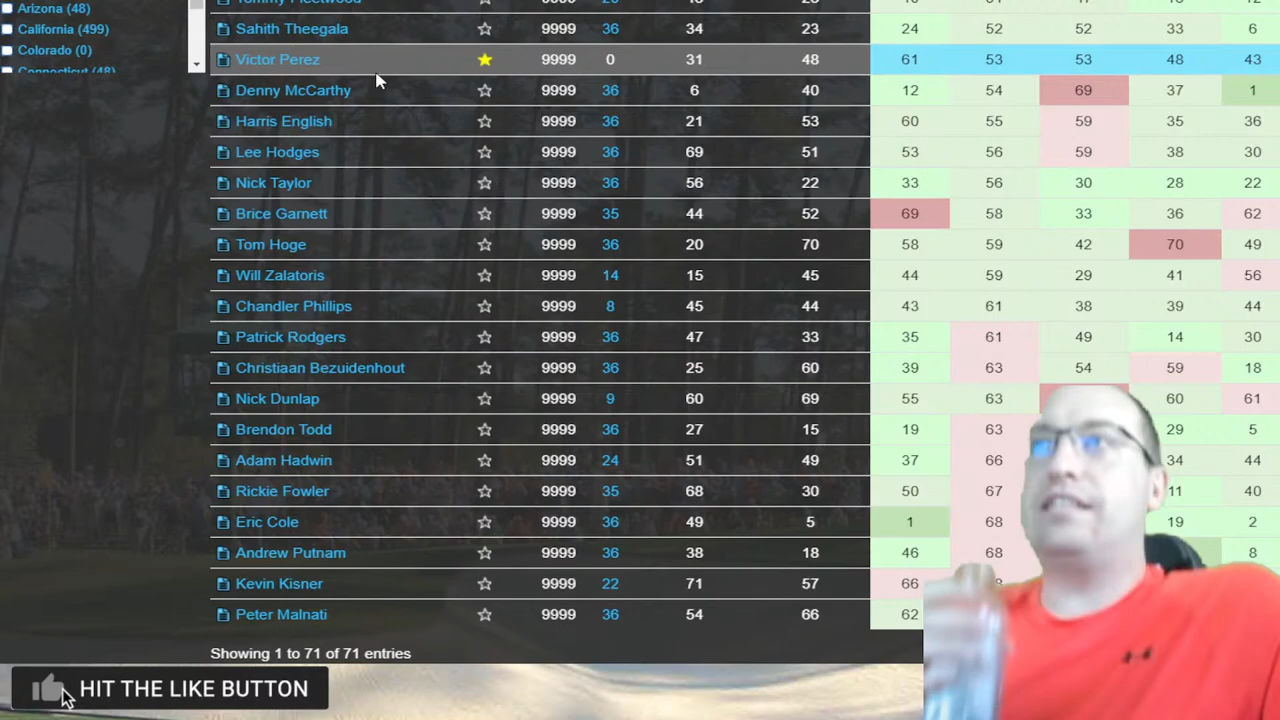 Arizona (48)
California (499)
Colorado (0)
Connecticut (48)
Tommy Fleetwood
Sahith Theegala 9999 36 34 23 24 52 52 33 6
Victor Perez 9999 0 31 48 61 53 53 48 43
Denny McCarthy 9999 36 6 40 12 54 69 37 1
Harris English 9999 36 21 53 60 55 59 35 36
Lee Hodges 9999 36 69 51 53 56 59 38 30
Nick Taylor 9999 36 56 22 33 56 30 28 22
Brice Garnett 9999 35 44 52 69 58 33 36 62
Tom Hoge 9999 36 20 70 58 59 42 70 49
Will Zalatoris 9999 14 15 45 44 59 29 41 56
Chandler Phillips 9999 8 45 44 43 61 38 39 44
Patrick Rodgers 9999 36 47 33 35 61 49 14 30
Christiaan Bezuidenhout 9999 36 25 60 39 63 54 59 18
Nick Dunlap 9999 9 60 69 55 63 60 61
Brendon Todd 9999 36 27 15 19 63 29 5
Adam Hadwin 9999 24 51 49 37 66 34 44
Rickie Fowler 9999 35 68 30 50 67 11 40
Eric Cole 9999 36 49 5 1 68 19 2
Andrew Putnam 9999 36 38 18 46 68 8
Kevin Kisner 9999 22 71 57 66
Peter Malnati 9999 36 54 66 62
Showing 1 to 71 of 71 entries
HIT THE LIKE BUTTON